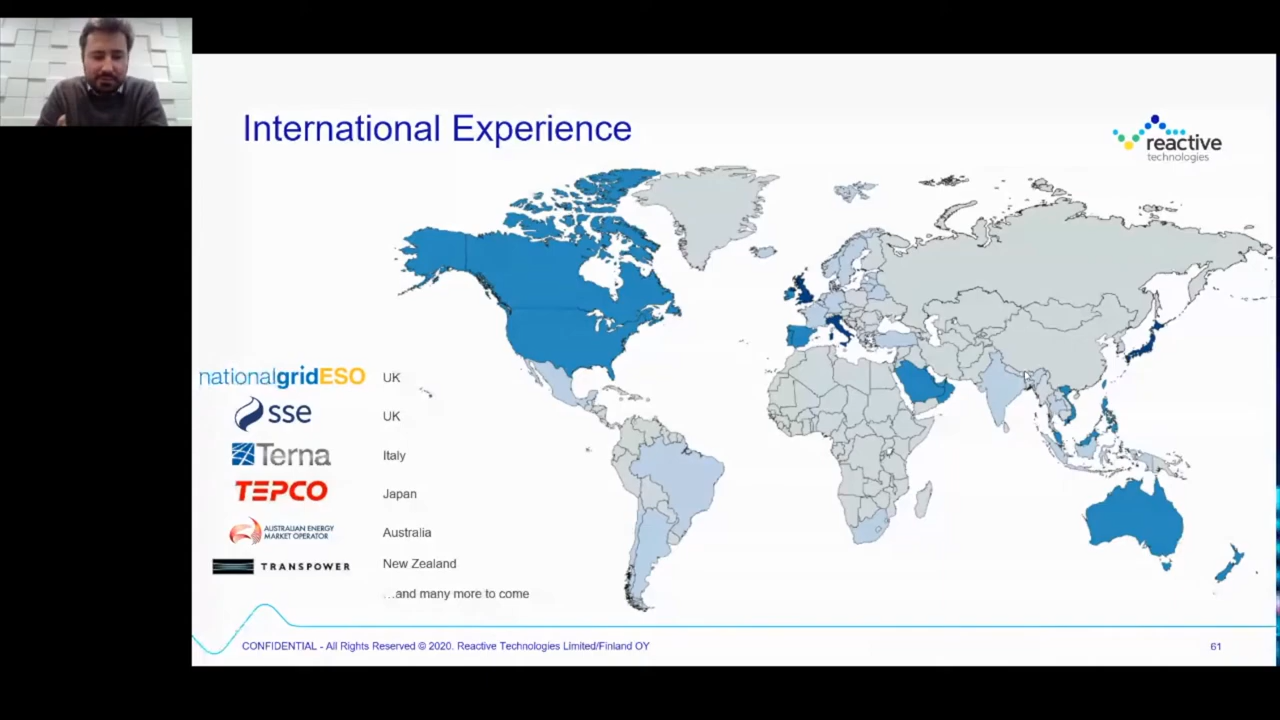 International Experience
reactive
technologies
nationalgridESO UK
sse UK
Terna Italy
TEPCO Japan
AUSTRALIAN ENERGY
MARKET OPERATOR
Australia
TRANSPOWER New Zealand
...and many more to come
CONFIDENTIAL - All Rights Reserved © 2020. Reactive Technologies Limited/Finland OY
61